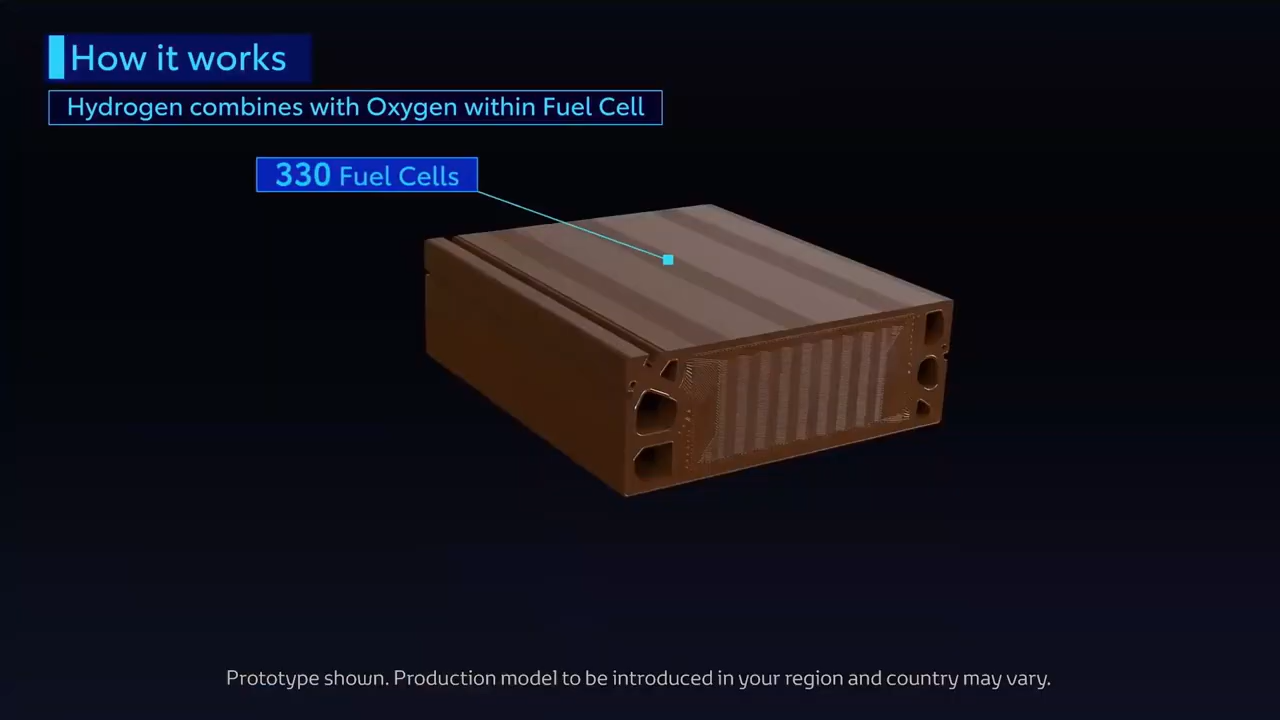 How it works
Hydrogen combines with Oxygen within Fuel Cell
330 Fuel Cells
Prototype shown. Production model to be introduced in your region and country may vary.